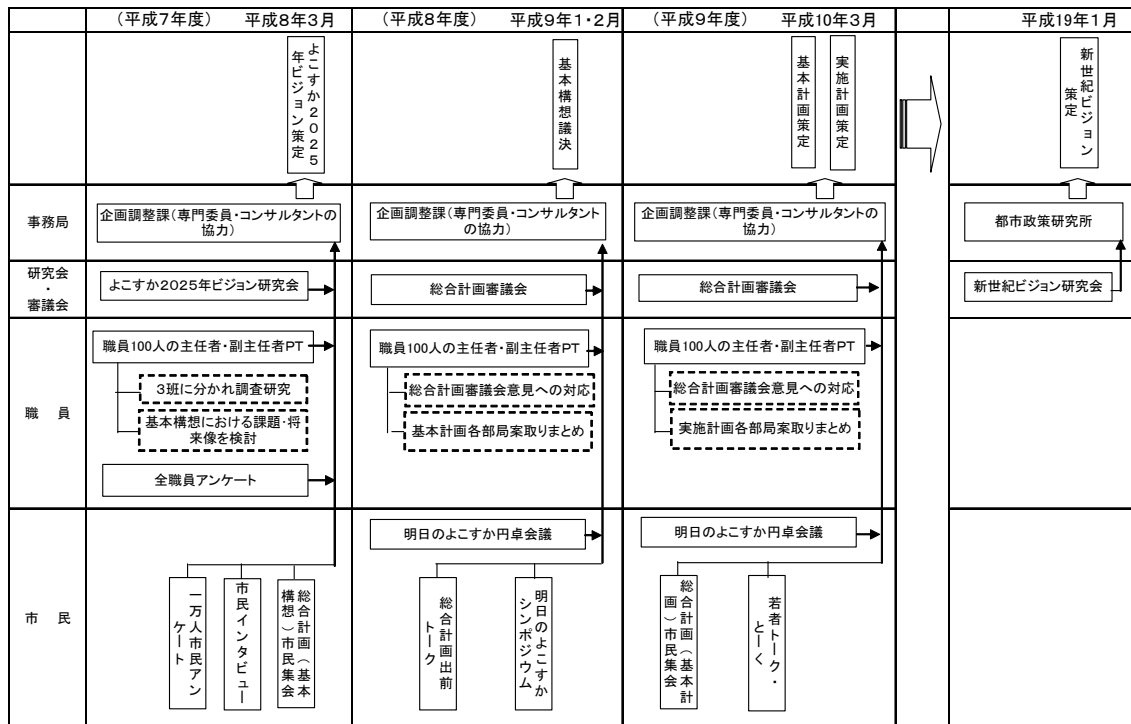 （平成７年度）　平成８年３月
（平成８年度）　平成９年１・２月
（平成９年度）　平成10年３月
平成19年１月
よこすか２０２５
年ビジョン策定
基本構想議決
基本計画策定
実施計画策定
新世紀ビジョン
策定
事務局
企画調整課（専門委員・コンサルタントの
協力）
企画調整課（専門委員・コンサルタント
の協力）
企画調整課（専門委員・コンサルタントの
協力）
都市政策研究所
研究会
・
審議会
よこすか２０２５年ビジョン研究会
総合計画審議会
総合計画審議会
新世紀ビジョン研究会
職　員
職員100人の主任者・副主任者PT
３班に分かれ調査研究
基本構想における課題・将
来像を検討
全職員アンケート
職員100人の主任者・副主任者PT
総合計画審議会意見への対応
基本計画各部局案取りまとめ
職員100人の主任者・副主任者PT
総合計画審議会意見への対応
実施計画各部局案取りまとめ
市　民
一万人市民アン
ケート
市民インタビュー
総合計画（基本
構想）市民集会
明日のよこすか円卓会議
総合計画出前
トーク
明日のよこすか
シンポジウム
明日のよこすか円卓会議
総合計画（基本計
画）市民集会
若者トーク・
とーく